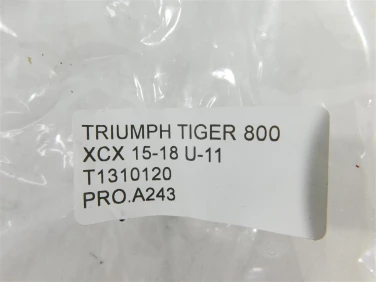 TRIUMPH TIGER 800
XCX 15-18 U-11
T1310120
PRO.A243